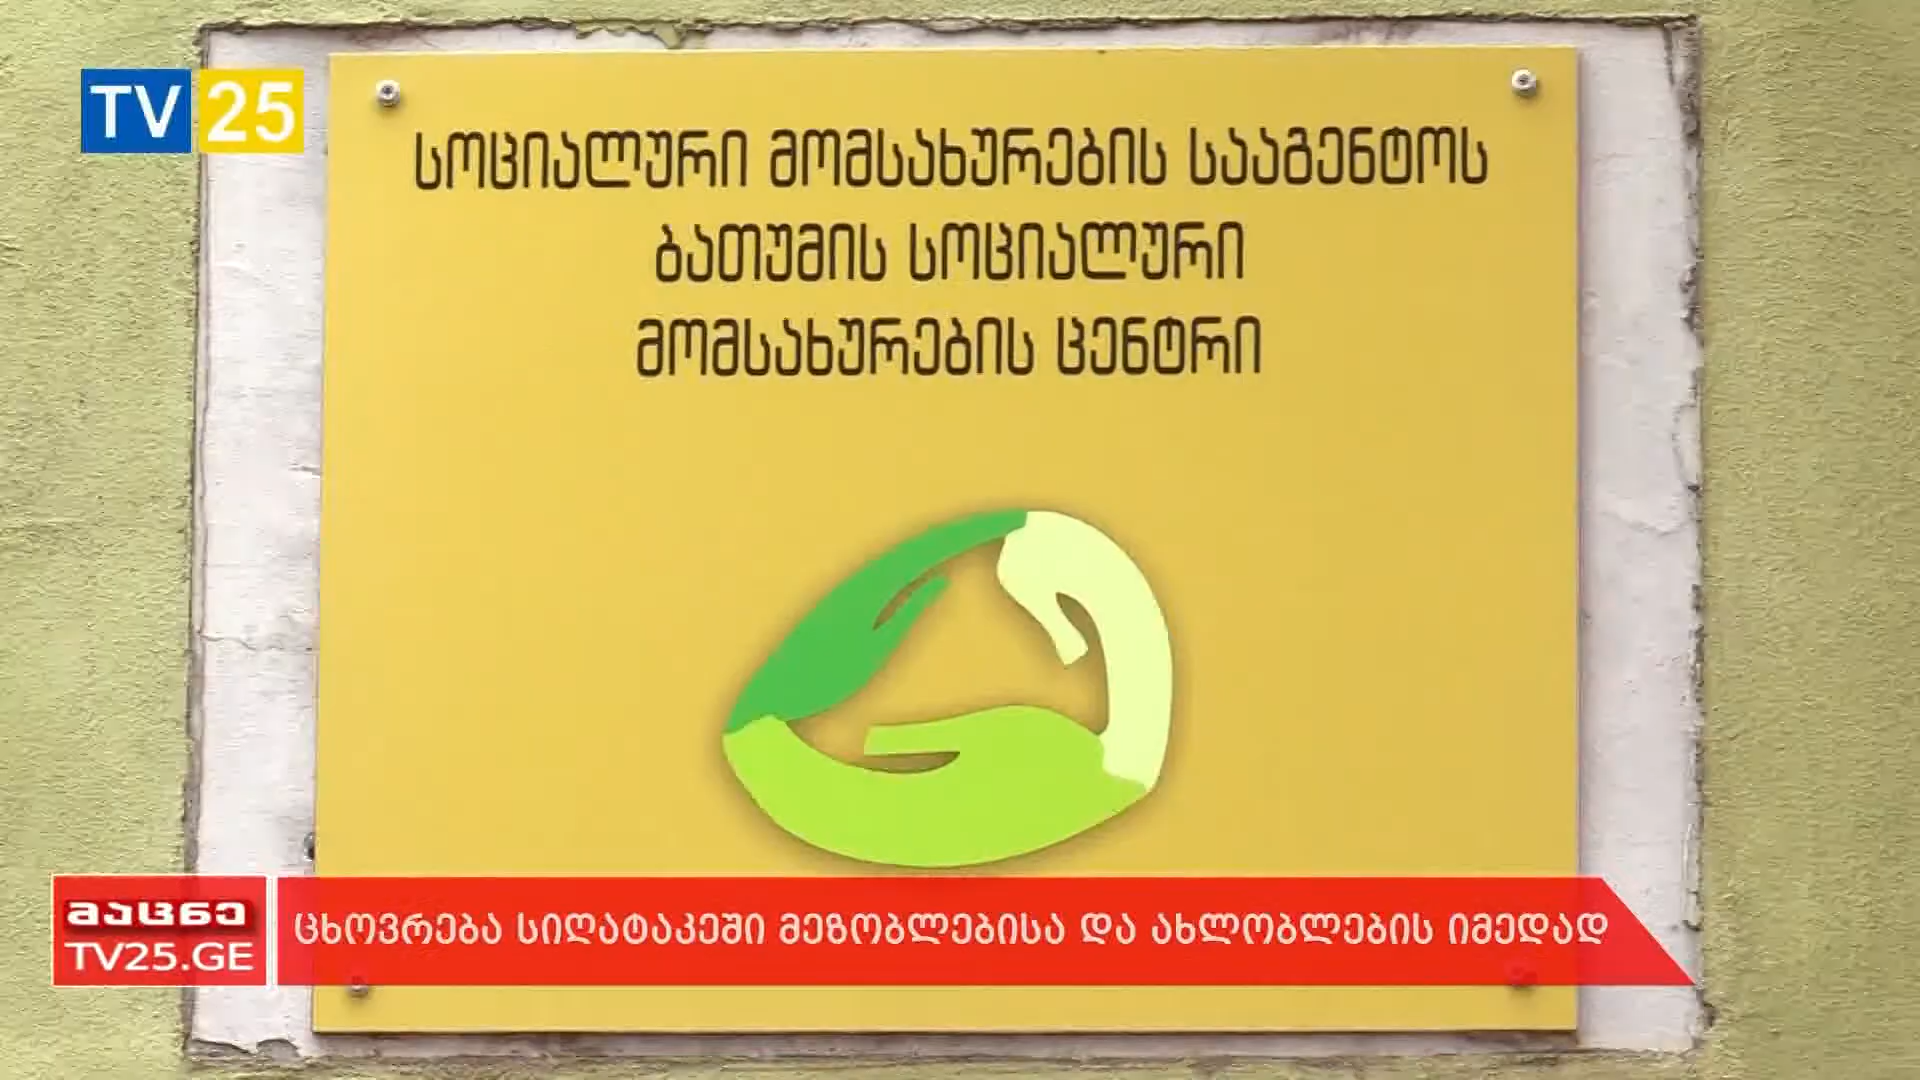 TV 25
სოციალური მომსახურების სააგენტოს
ბათუმის სოციალური
მომსახურების ცენტრი
მაცნე
TV25.GE
ცხოვრება სიღატაკეში მეზობლებისა და ახლობლების იმედად